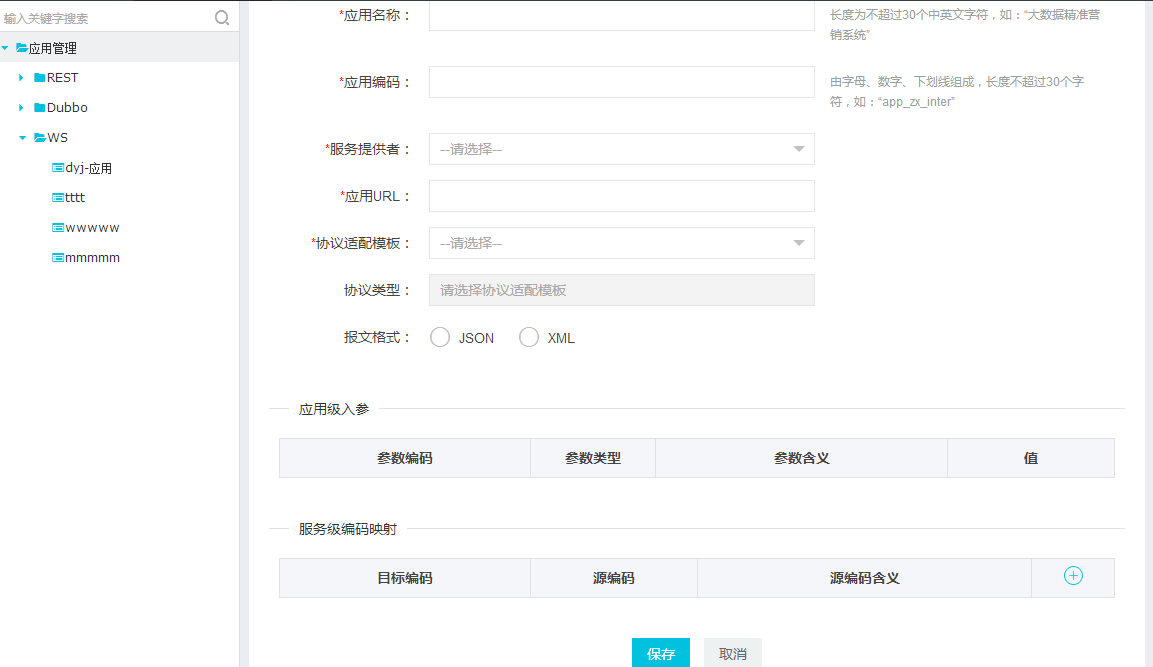 输入关键字搜索
应用管理
REST
Dubbo
WS
dyj-应用
tttt
wwwww
mmmmm
*应用名称：
长度为不超过30个中英文字符，如：“大数据精准营
销系统”
*应用编码：
由字母、数字、下划线组成，长度不超过30个字
符，如：“app_zx_inter”
*服务提供者：
--请选择--
*应用URL：
*协议适配模板：
--请选择--
协议类型：
请选择协议适配模板
报文格式：
JSON
XML
应用级入参
参数编码 参数类型 参数含义 值
服务级编码映射
目标编码 源编码 源编码含义
保存 取消